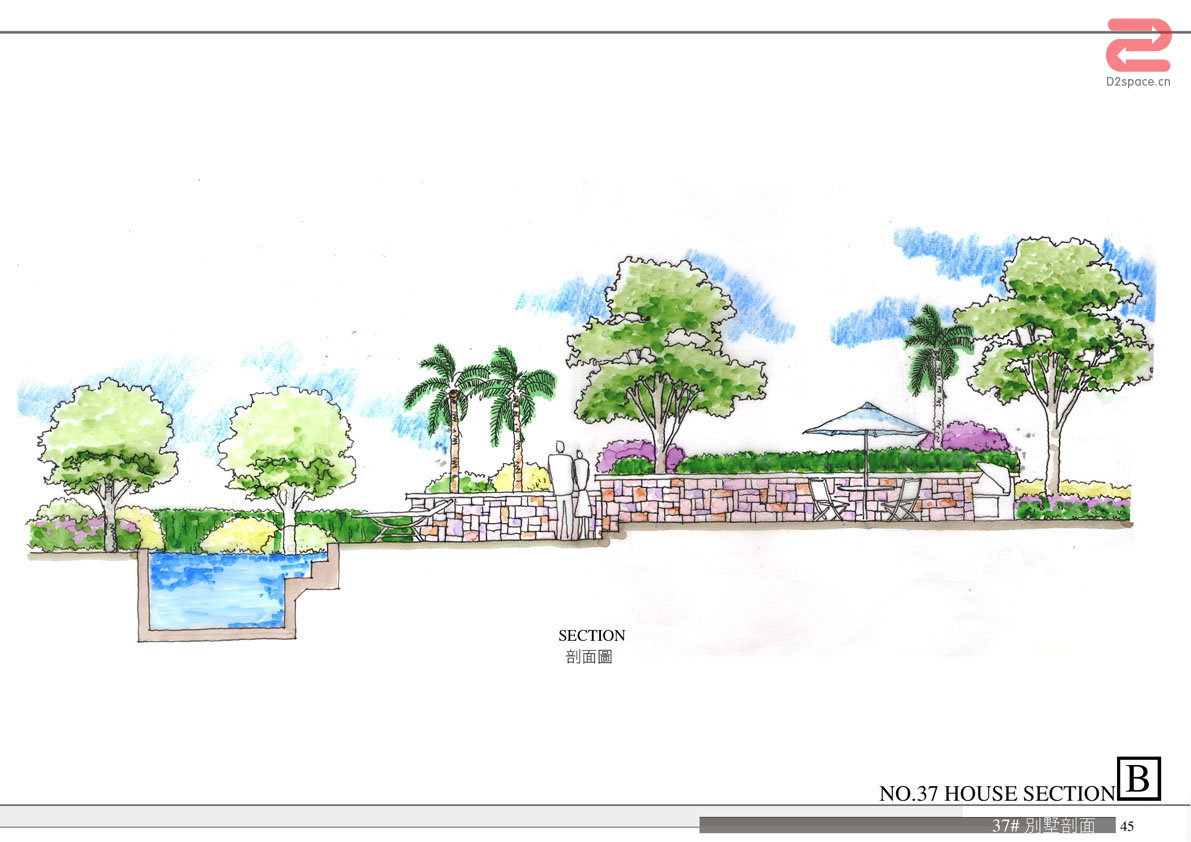 D2space.cn
SECTION
剖面圖
NO.37 HOUSE SECTION B
37# 別墅剖面 45